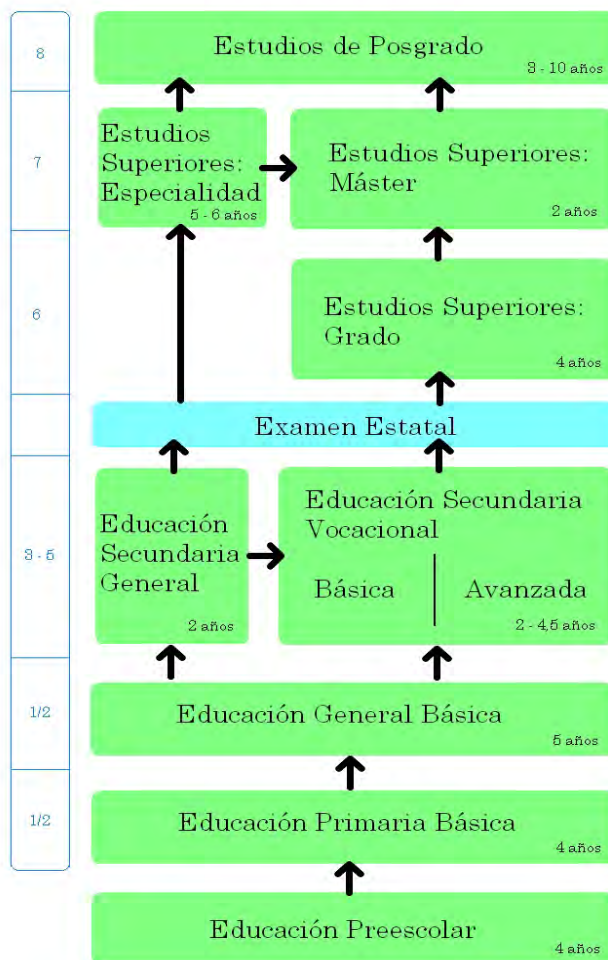 8
Estudios de Posgrado
3 - 10 años
7
Estudios
Superiores:
Especialidad
5 - 6 años
Estudios Superiores:
Máster
2 años
6
Estudios Superiores:
Grado
4 años
Examen Estatal
3 - 5
Educación
Secundaria
General
2 años
Educación Secundaria
Vocacional
Básica
Avanzada
2 - 4,5 años
1/2
Educación General Básica
5 años
1/2
Educación Primaria Básica
4 años
Educación Preescolar
4 años